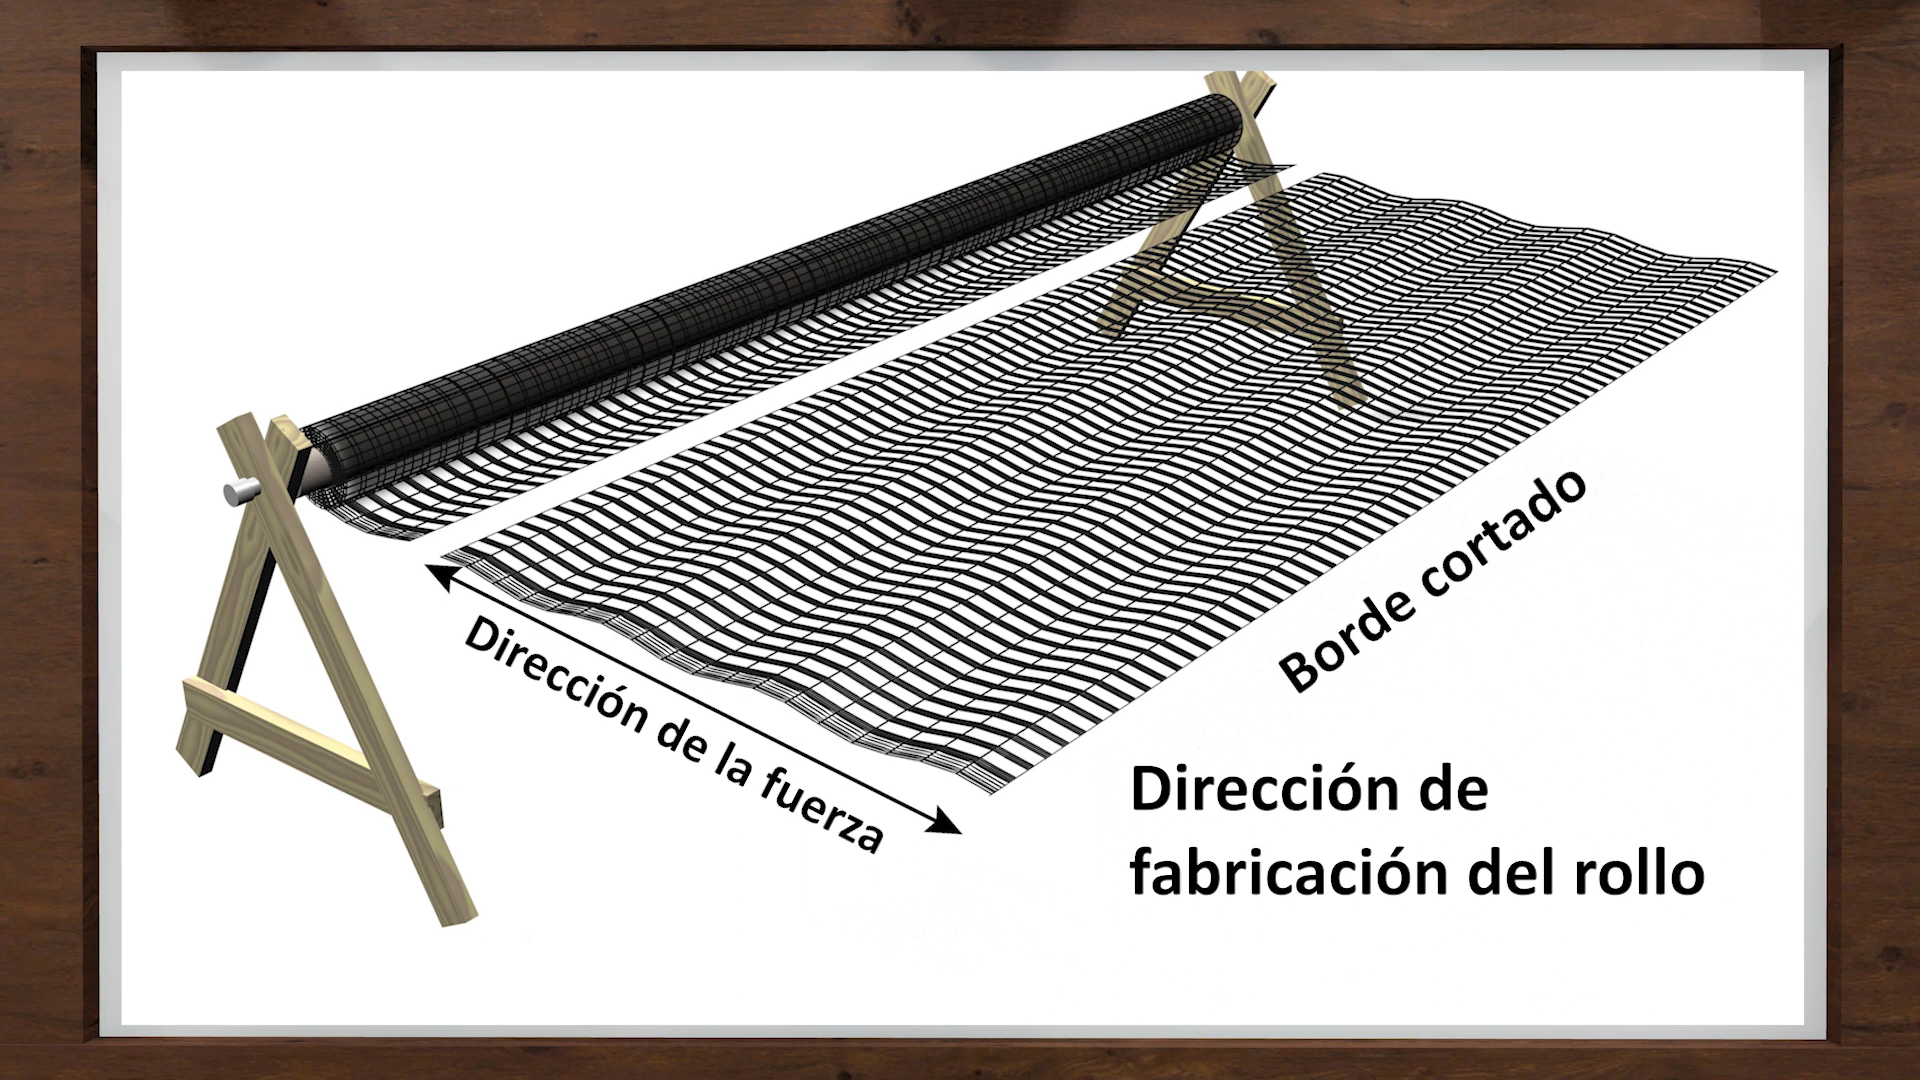 Dirección de la fuerza
Borde cortado
Dirección de
fabricación del rollo